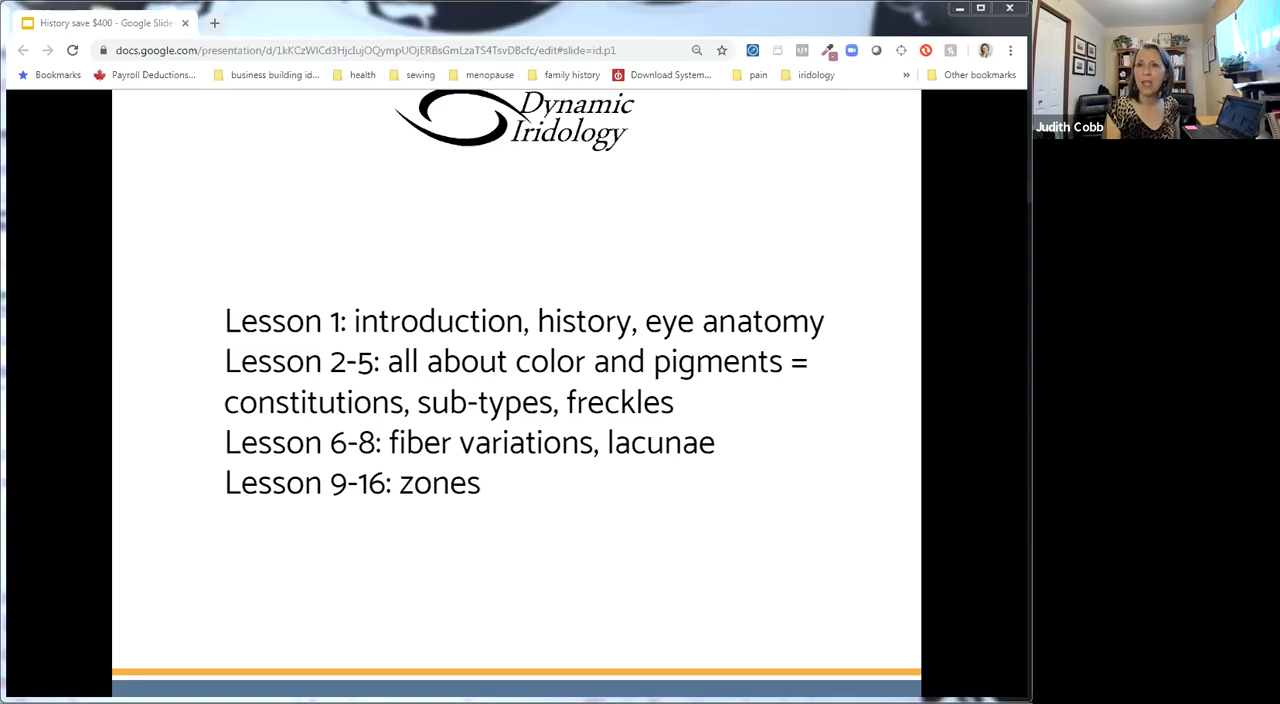 History save $400 - Google Slide
docs.google.com/presentation/d/1kKCzWlCd3HjcIujOQympUOjERBsGmLzaTS4TsvDBcfc/edit#slide=id.p1
Bookmarks
Payroll Deductions...
business building id...
health
sewing
menopause
family history
Download System...
pain
iridology
»
Other bookmarks
Judith Cobb
Dynamic
Iridology
Lesson 1: introduction, history, eye anatomy
Lesson 2-5: all about color and pigments =
constitutions, sub-types, freckles
Lesson 6-8: fiber variations, lacunae
Lesson 9-16: zones